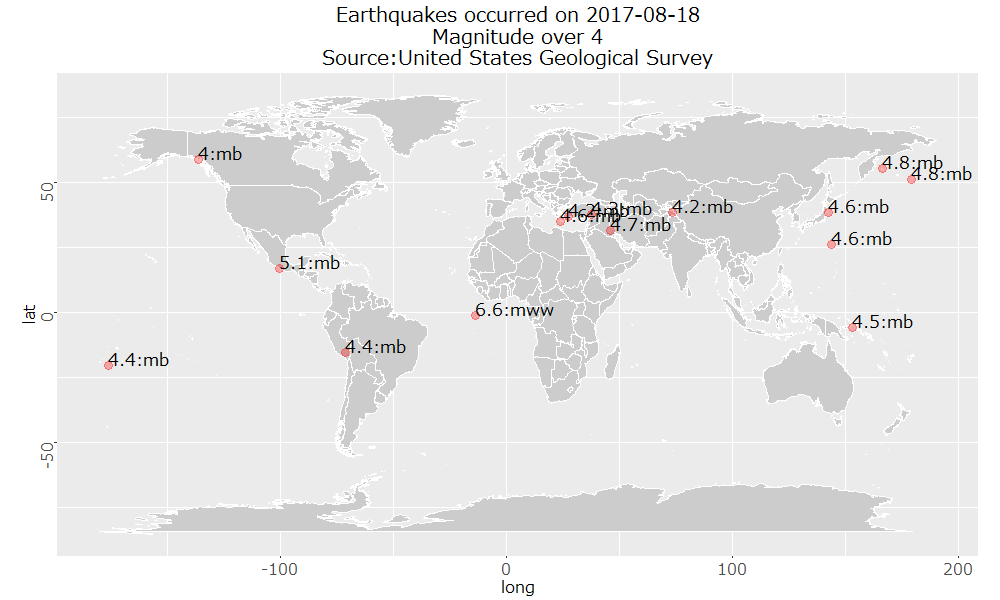 Earthquakes occurred on 2017-08-18
Magnitude over 4
Source:United States Geological Survey
4:mb
4.8:mb
4.8:mb
4.2:mb
4.3:mb
4.2:mb
4.6:mb
4.6:mb
4.7:mb
4.6:mb
5.1:mb
6.6:mww
4.5:mb
4.4:mb
4.4:mb
50
0
-50
lat
-100
0
100
200
long